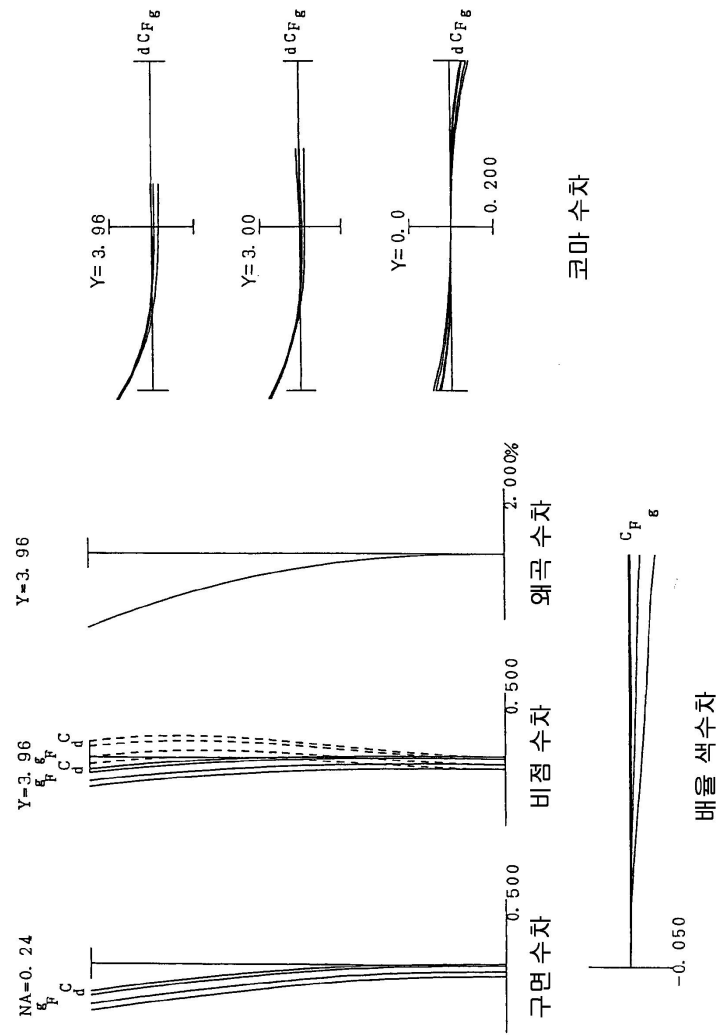 NA=0.24
g F
d C
0.500
구면 수차
Y=3.96
g F g F
d C d C
0.500
비점 수차
Y=3.96
2.000%
왜곡 수차
Y=3.96
d C F g
Y=3.00
d C F g
Y=0.0
d C F g
0.200
코마 수차
C F g
-0.050
배율 색수차